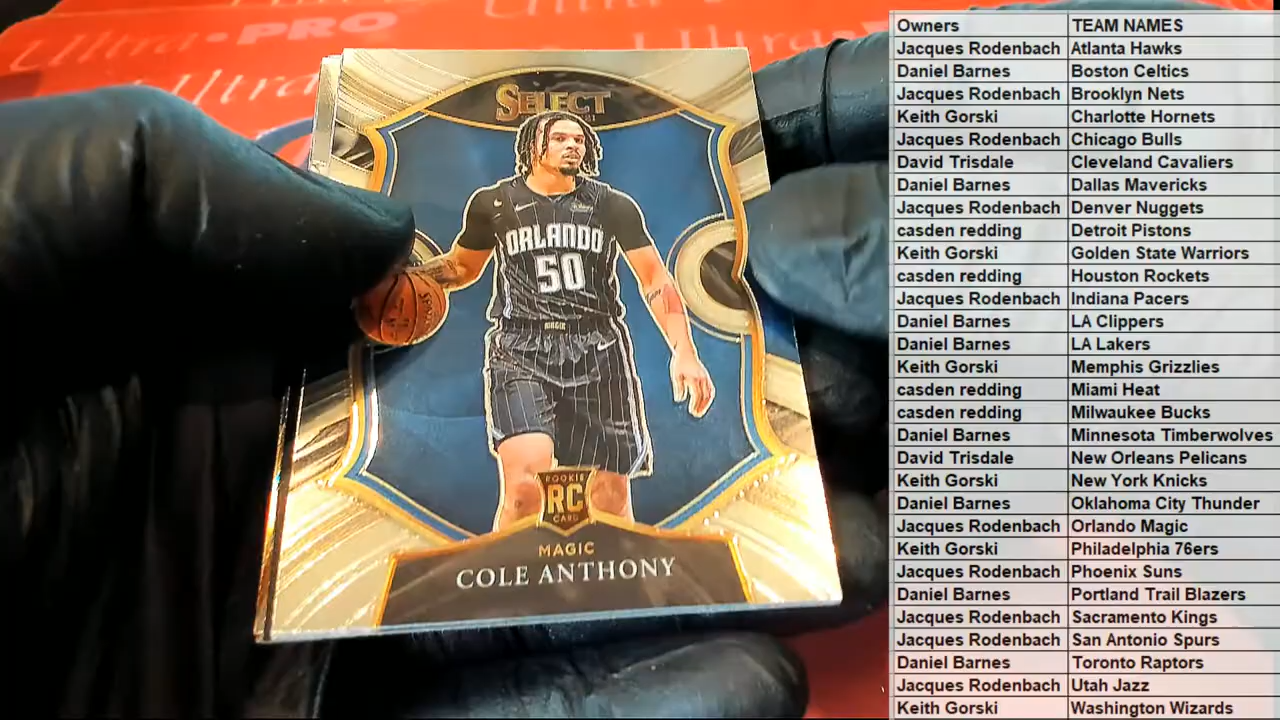 Ultra•PRO
Ultra
SELECT
ORLANDO
50
MAGIC
ROOKIE
RC
CARD
MAGIC
COLE ANTHONY
Owners TEAM NAMES
Jacques Rodenbach Atlanta Hawks
Daniel Barnes Boston Celtics
Jacques Rodenbach Brooklyn Nets
Keith Gorski Charlotte Hornets
Jacques Rodenbach Chicago Bulls
David Trisdale Cleveland Cavaliers
Daniel Barnes Dallas Mavericks
Jacques Rodenbach Denver Nuggets
casden redding Detroit Pistons
Keith Gorski Golden State Warriors
casden redding Houston Rockets
Jacques Rodenbach Indiana Pacers
Daniel Barnes LA Clippers
Daniel Barnes LA Lakers
Keith Gorski Memphis Grizzlies
casden redding Miami Heat
casden redding Milwaukee Bucks
Daniel Barnes Minnesota Timberwolves
David Trisdale New Orleans Pelicans
Keith Gorski New York Knicks
Daniel Barnes Oklahoma City Thunder
Jacques Rodenbach Orlando Magic
Keith Gorski Philadelphia 76ers
Jacques Rodenbach Phoenix Suns
Daniel Barnes Portland Trail Blazers
Jacques Rodenbach Sacramento Kings
Jacques Rodenbach San Antonio Spurs
Daniel Barnes Toronto Raptors
Jacques Rodenbach Utah Jazz
Keith Gorski Washington Wizards